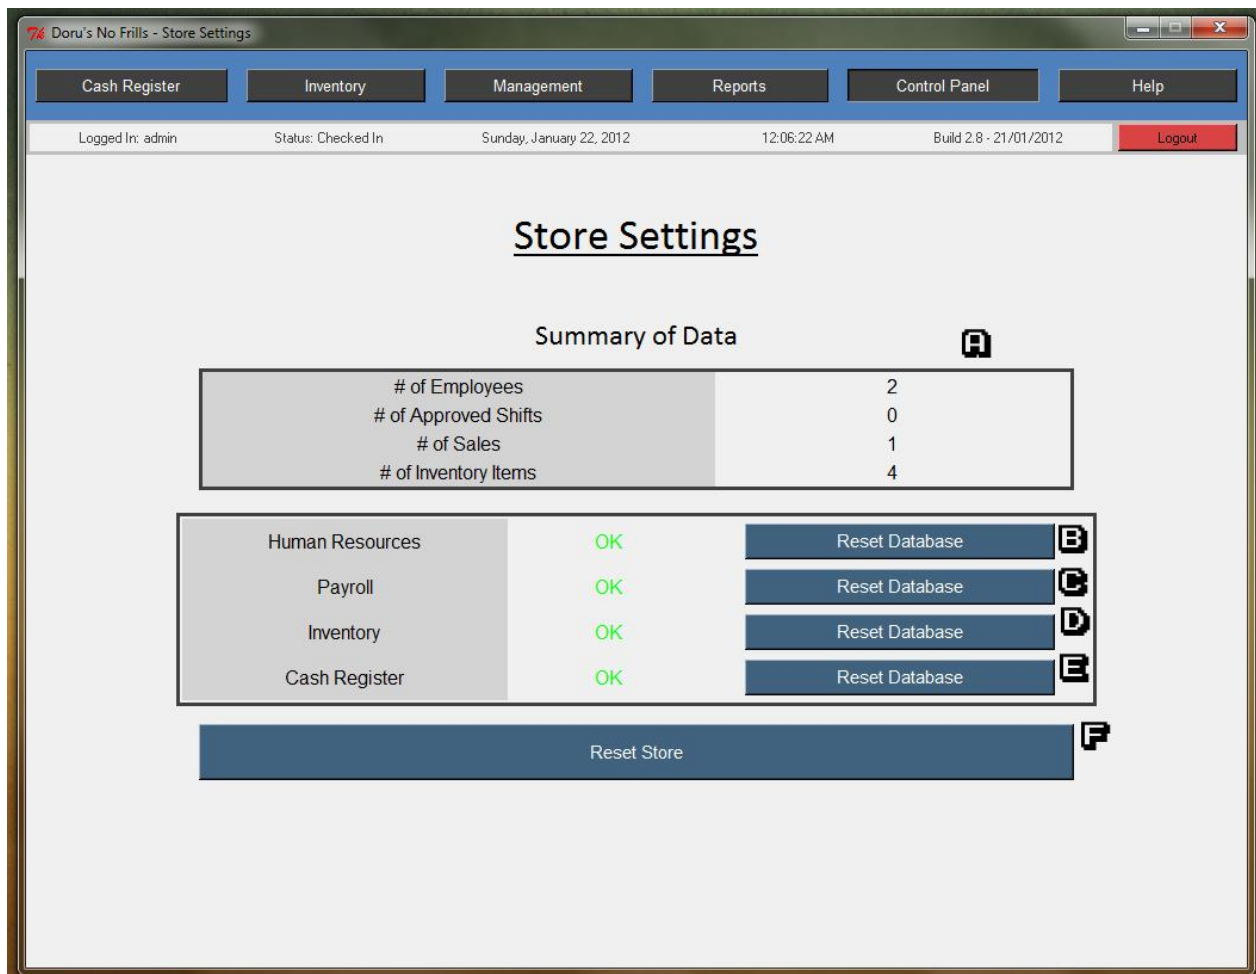 Doru's No Frills - Store Settings
Cash Register Inventory Management Reports Control Panel Help
Logged In: admin Status: Checked In Sunday, January 22, 2012 12:06:22 AM Build 2.8 - 21/01/2012 Logout
Store Settings
Summary of Data A
# of Employees 2
# of Approved Shifts 0
# of Sales 1
# of Inventory Items 4
Human Resources OK Reset Database B
Payroll OK Reset Database C
Inventory OK Reset Database D
Cash Register OK Reset Database E
Reset Store F